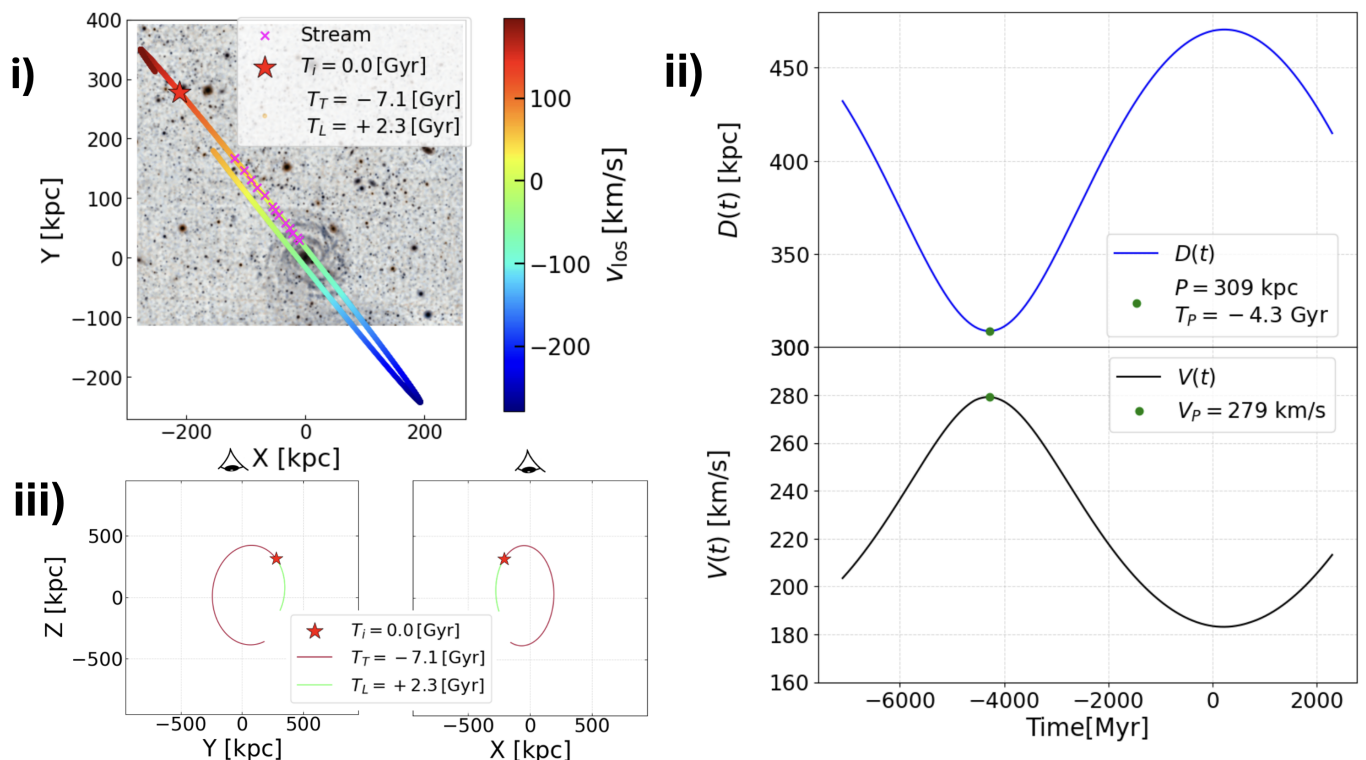 i)
400
300
200
100
0
−100
−200
Y [kpc]
−200
0
200
X [kpc]
Stream
T_i = 0.0 [Gyr]
T_T = −7.1 [Gyr]
T_L = +2.3 [Gyr]
100
0
−100
−200
v_los [km/s]
ii)
450
400
350
300
D(t) [kpc]
D(t)
P = 309 kpc
T_P = −4.3 Gyr
280
260
240
220
200
180
160
V(t) [km/s]
V(t)
V_P = 279 km/s
−6000
−4000
−2000
0
2000
Time[Myr]
iii)
500
0
−500
Z [kpc]
−500
0
500
Y [kpc]
−500
0
500
X [kpc]
T_i = 0.0 [Gyr]
T_T = −7.1 [Gyr]
T_L = +2.3 [Gyr]